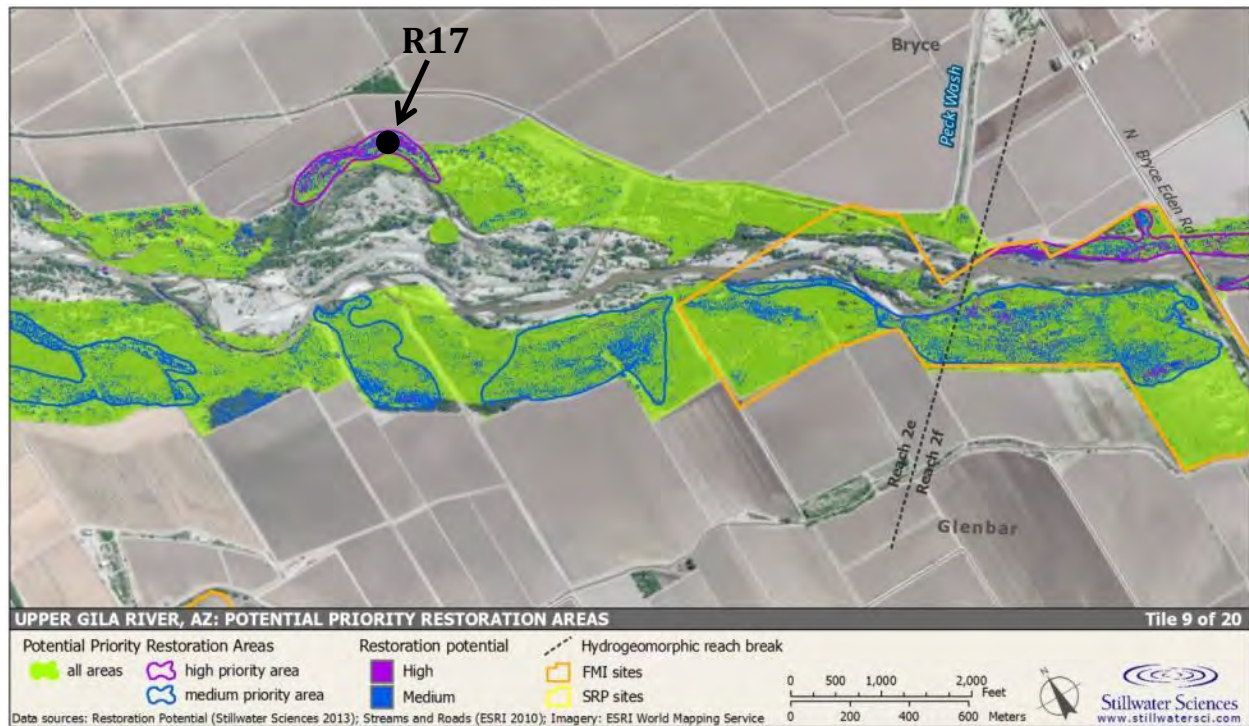 R17
Bryce
Peck Wash
N Bryce Eden Rd
Reach 2e
Reach 2f
Glenbar
UPPER GILA RIVER, AZ: POTENTIAL PRIORITY RESTORATION AREAS
Tile 9 of 20
Potential Priority Restoration Areas
all areas
high priority area
medium priority area
Restoration potential
High
Medium
Hydrogeomorphic reach break
FMI sites
SRP sites
0 500 1,000 2,000
Feet
0 200 400 600 Meters
N
Stillwater Sciences
www.stillwatersci.com
Data sources: Restoration Potential (Stillwater Sciences 2013); Streams and Roads (ESRI 2010); Imagery: ESRI World Mapping Service